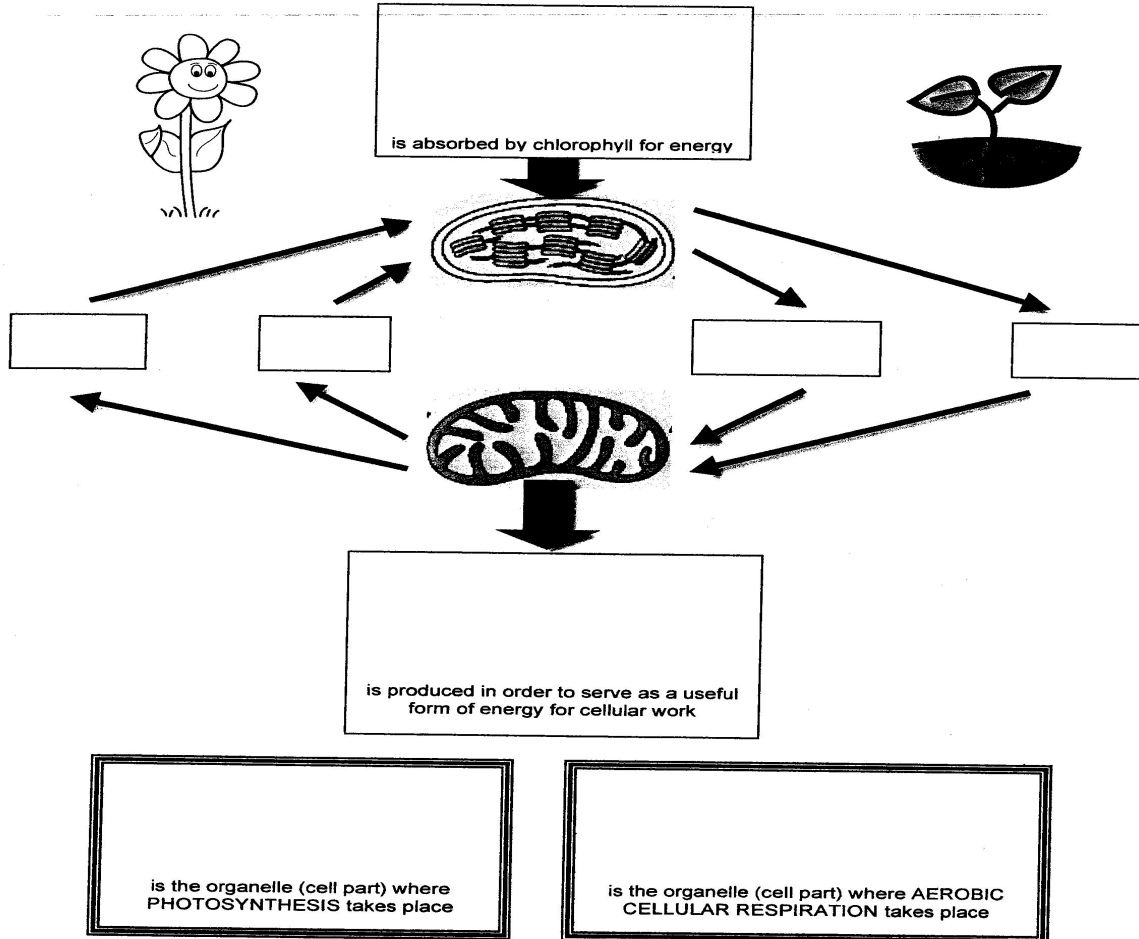 is absorbed by chlorophyll for energy
is produced in order to serve as a useful
form of energy for cellular work
is the organelle (cell part) where
PHOTOSYNTHESIS takes place
is the organelle (cell part) where AEROBIC
CELLULAR RESPIRATION takes place